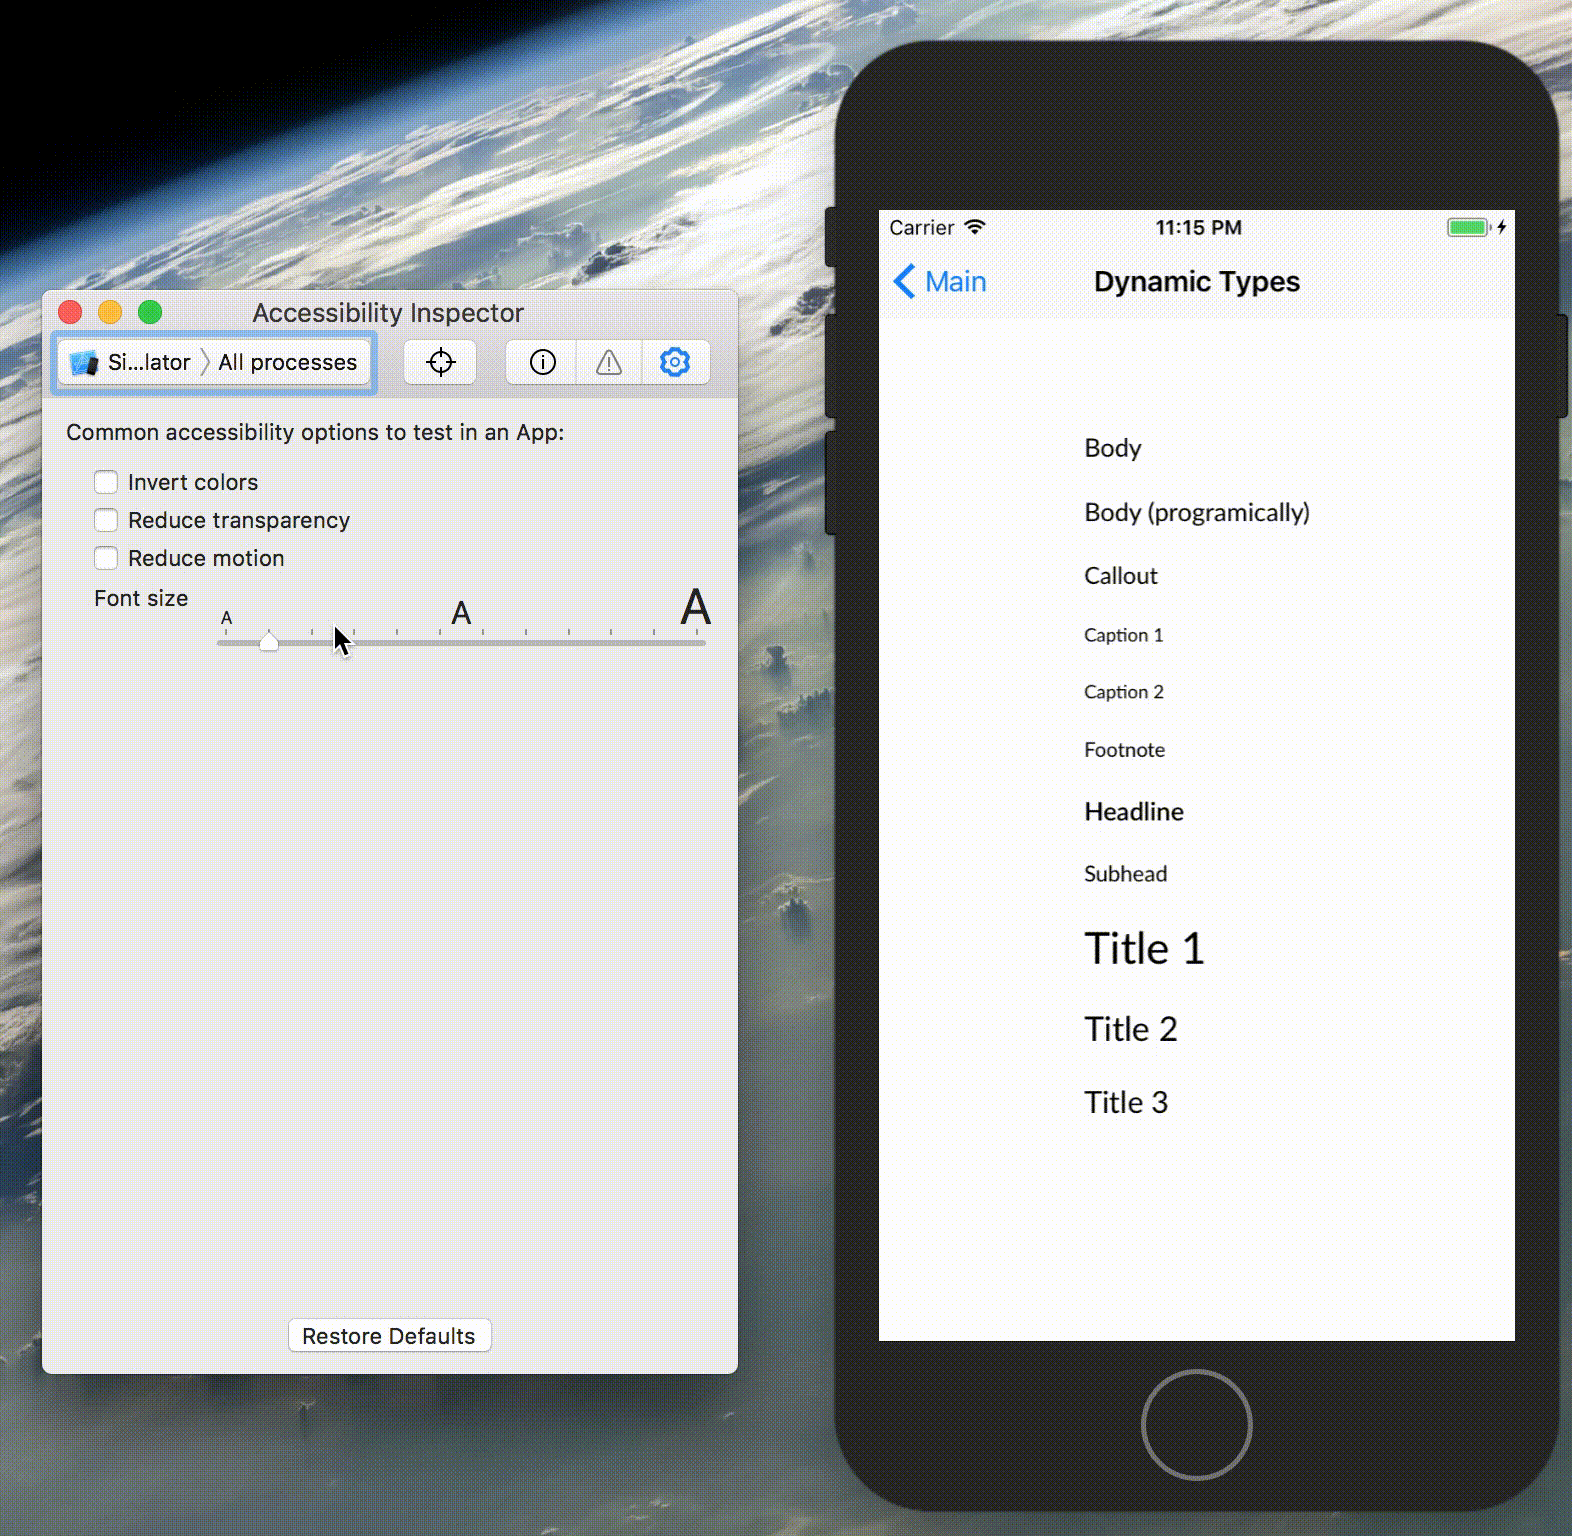 Accessibility Inspector
Si...lator 〉 All processes
Common accessibility options to test in an App:
Invert colors
Reduce transparency
Reduce motion
Font size
A A A
Restore Defaults
Carrier 11:15 PM
Main Dynamic Types
Body
Body (programically)
Callout
Caption 1
Caption 2
Footnote
Headline
Subhead
Title 1
Title 2
Title 3